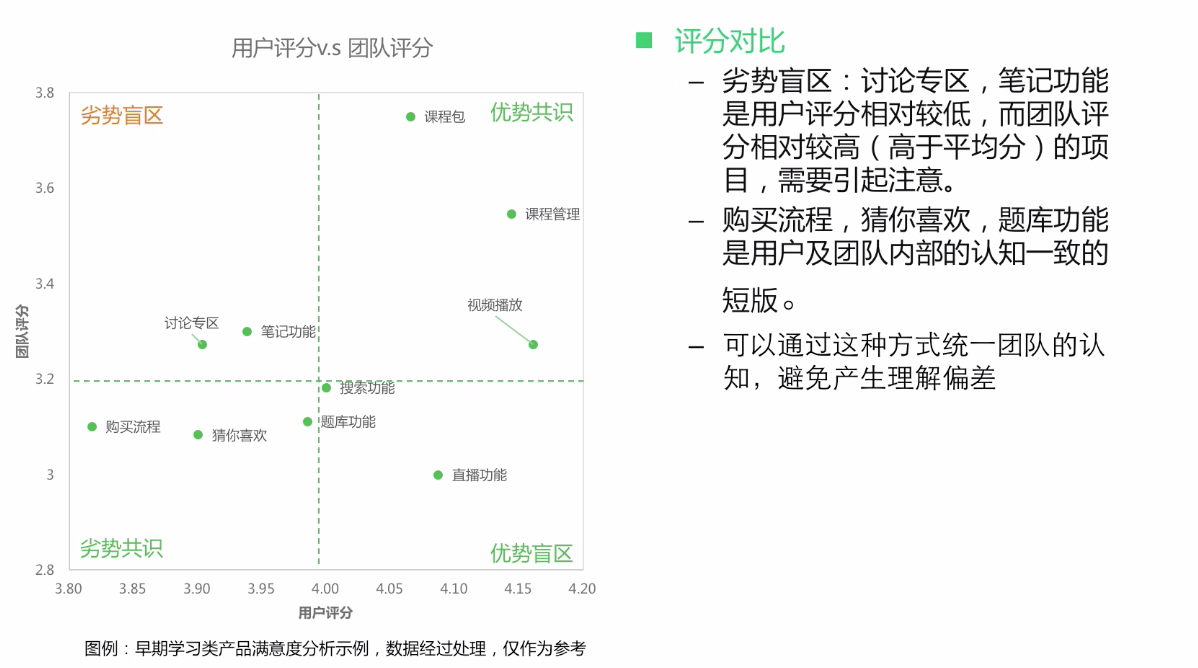 用户评分v.s 团队评分
3.8
3.6
3.4
3.2
3
2.8
团队评分
劣势盲区
优势共识
课程包
课程管理
视频播放
讨论专区
笔记功能
搜索功能
题库功能
购买流程
猜你喜欢
直播功能
劣势共识
优势盲区
3.80 3.85 3.90 3.95 4.00 4.05 4.10 4.15 4.20
用户评分
图例：早期学习类产品满意度分析示例，数据经过处理，仅作为参考
评分对比
– 劣势盲区：讨论专区，笔记功能
是用户评分相对较低，而团队评
分相对较高（高于平均分）的项
目，需要引起注意。
– 购买流程，猜你喜欢，题库功能
是用户及团队内部的认知一致的
短版。
– 可以通过这种方式统一团队的认
知，避免产生理解偏差